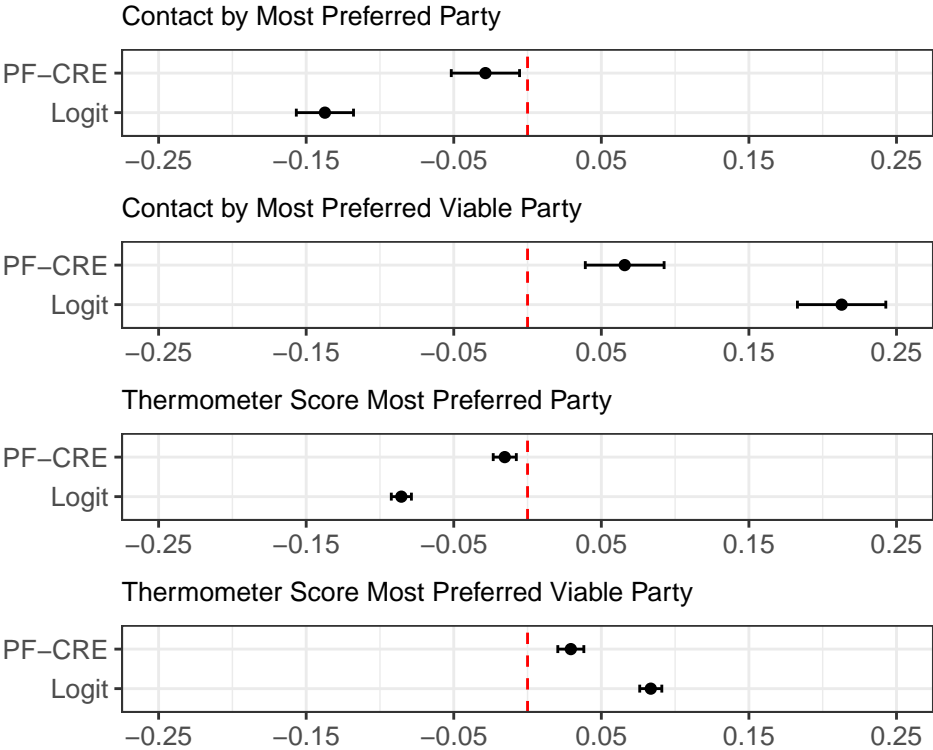 Contact by Most Preferred Party
PF−CRE
Logit
−0.25 −0.15 −0.05 0.05 0.15 0.25
Contact by Most Preferred Viable Party
PF−CRE
Logit
−0.25 −0.15 −0.05 0.05 0.15 0.25
Thermometer Score Most Preferred Party
PF−CRE
Logit
−0.25 −0.15 −0.05 0.05 0.15 0.25
Thermometer Score Most Preferred Viable Party
PF−CRE
Logit
−0.25 −0.15 −0.05 0.05 0.15 0.25